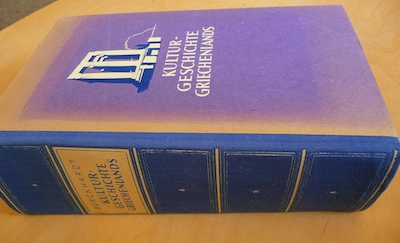 KULTUR-
GESCHICHTE
GRIECHENLANDS
BURCKHARDT
KULTUR-
GESCHICHTE
GRIECHENLANDS